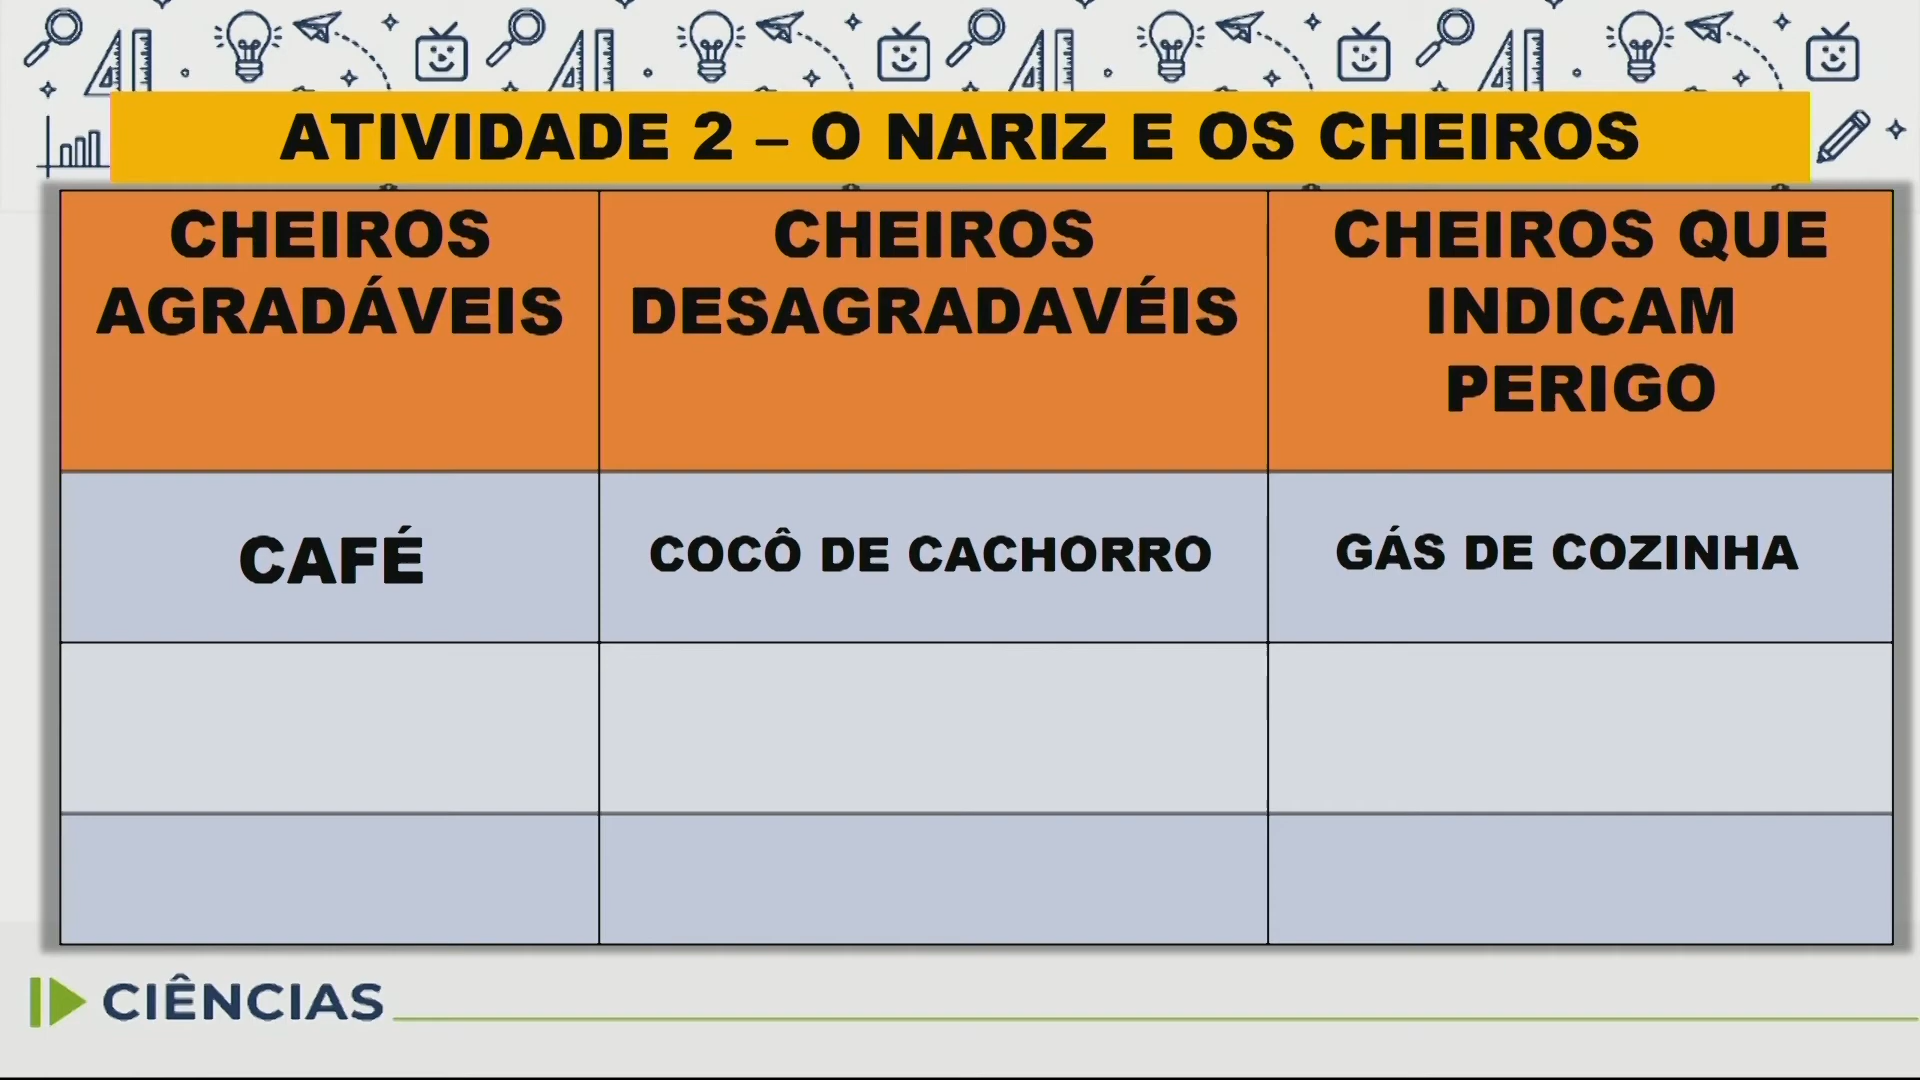 ATIVIDADE 2 – O NARIZ E OS CHEIROS
CHEIROS
AGRADÁVEIS
CHEIROS
DESAGRADAVÉIS
CHEIROS QUE
INDICAM
PERIGO
CAFÉ
COCÔ DE CACHORRO
GÁS DE COZINHA
CIÊNCIAS